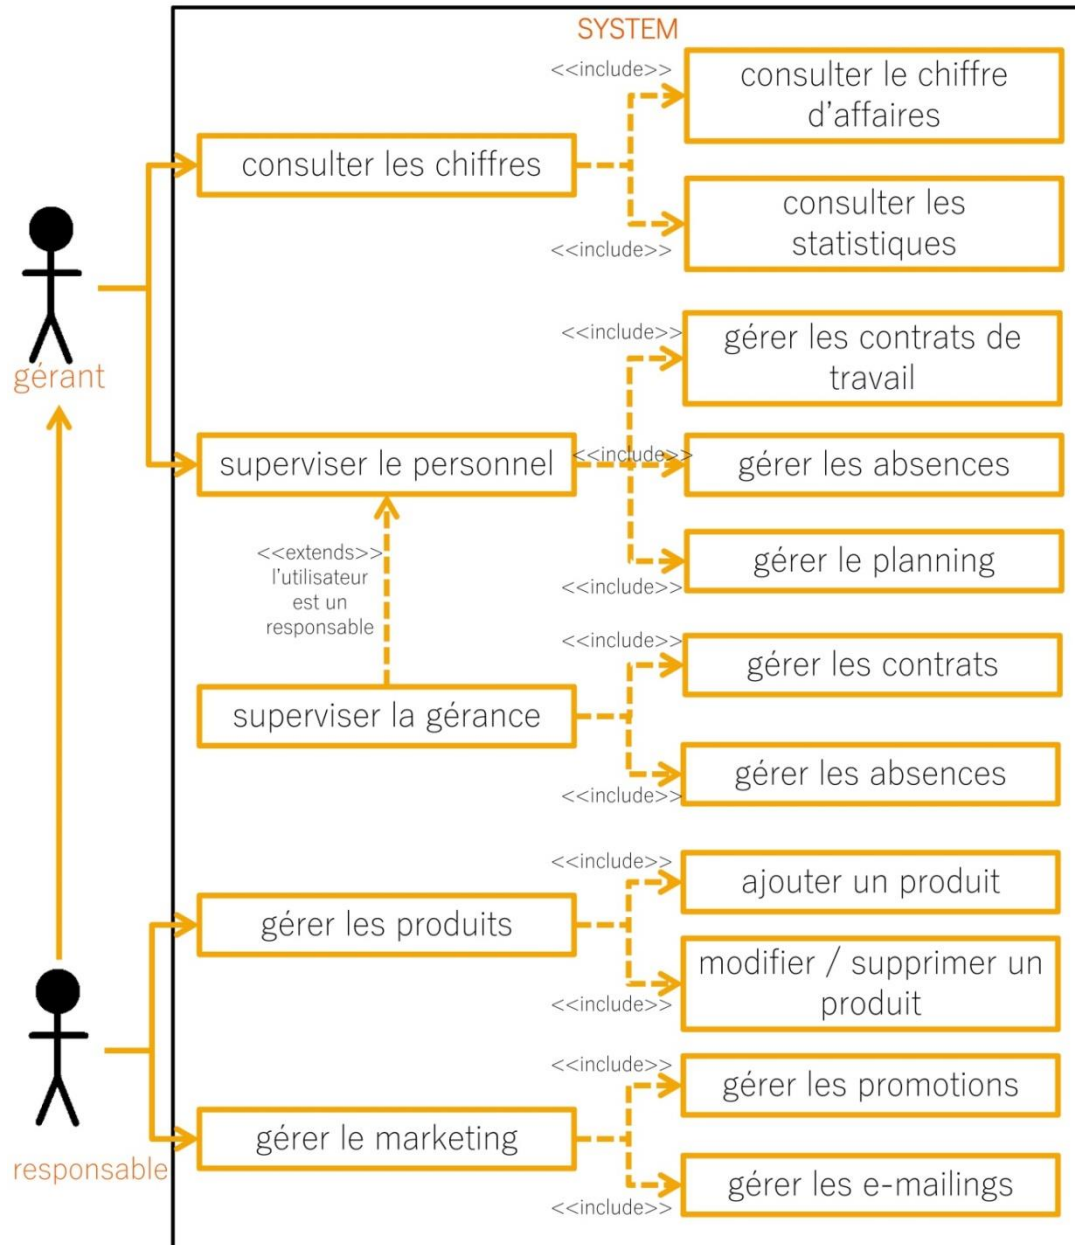 SYSTEM
<<include>>
consulter le chiffre
d'affaires
consulter les chiffres
consulter les
statistiques
<<include>>
gérant
<<include>>
gérer les contrats de
travail
superviser le personnel
<<include>>
gérer les absences
<<extends>>
l'utilisateur
est un
responsable
gérer le planning
<<include>>
<<include>>
gérer les contrats
superviser la gérance
gérer les absences
<<include>>
<<include>>
ajouter un produit
gérer les produits
modifier / supprimer un
produit
<<include>>
responsable
<<include>>
gérer les promotions
gérer le marketing
gérer les e-mailings
<<include>>